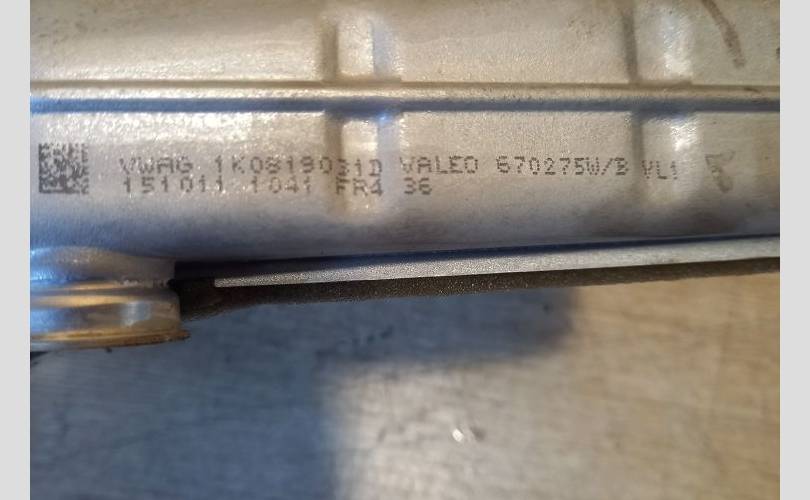 VWAG 1K0819031D VALEO 670275W/B VL1
151011 1041 FR4 36